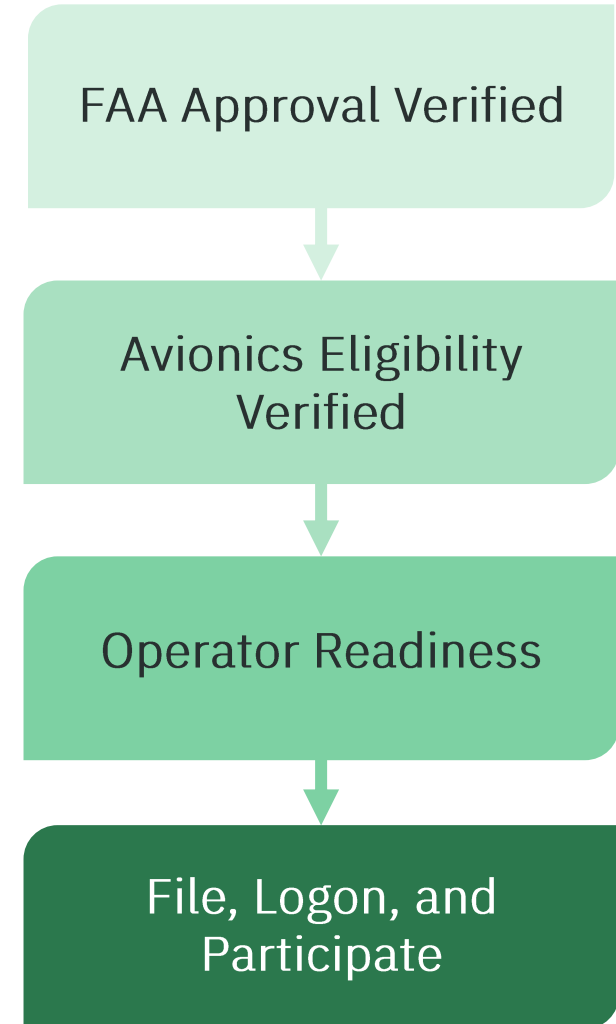 FAA Approval Verified
Avionics Eligibility
Verified
Operator Readiness
File, Logon, and
Participate